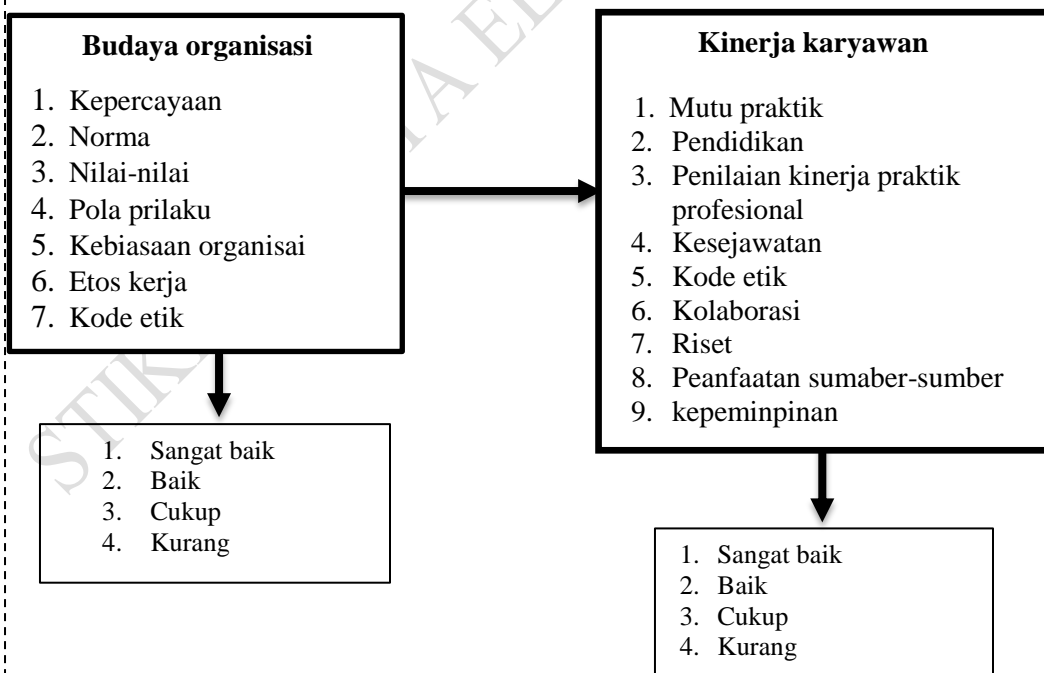 Budaya organisasi
1. Kepercayaan
2. Norma
3. Nilai-nilai
4. Pola prilaku
5. Kebiasaan organisai
6. Etos kerja
7. Kode etik
Kinerja karyawan
1. Mutu praktik
2. Pendidikan
3. Penilaian kinerja praktik
profesional
4. Kesejawatan
5. Kode etik
6. Kolaborasi
7. Riset
8. Peanfaatan sumaber-sumber
9. kepeminpinan
1. Sangat baik
2. Baik
3. Cukup
4. Kurang
1. Sangat baik
2. Baik
3. Cukup
4. Kurang